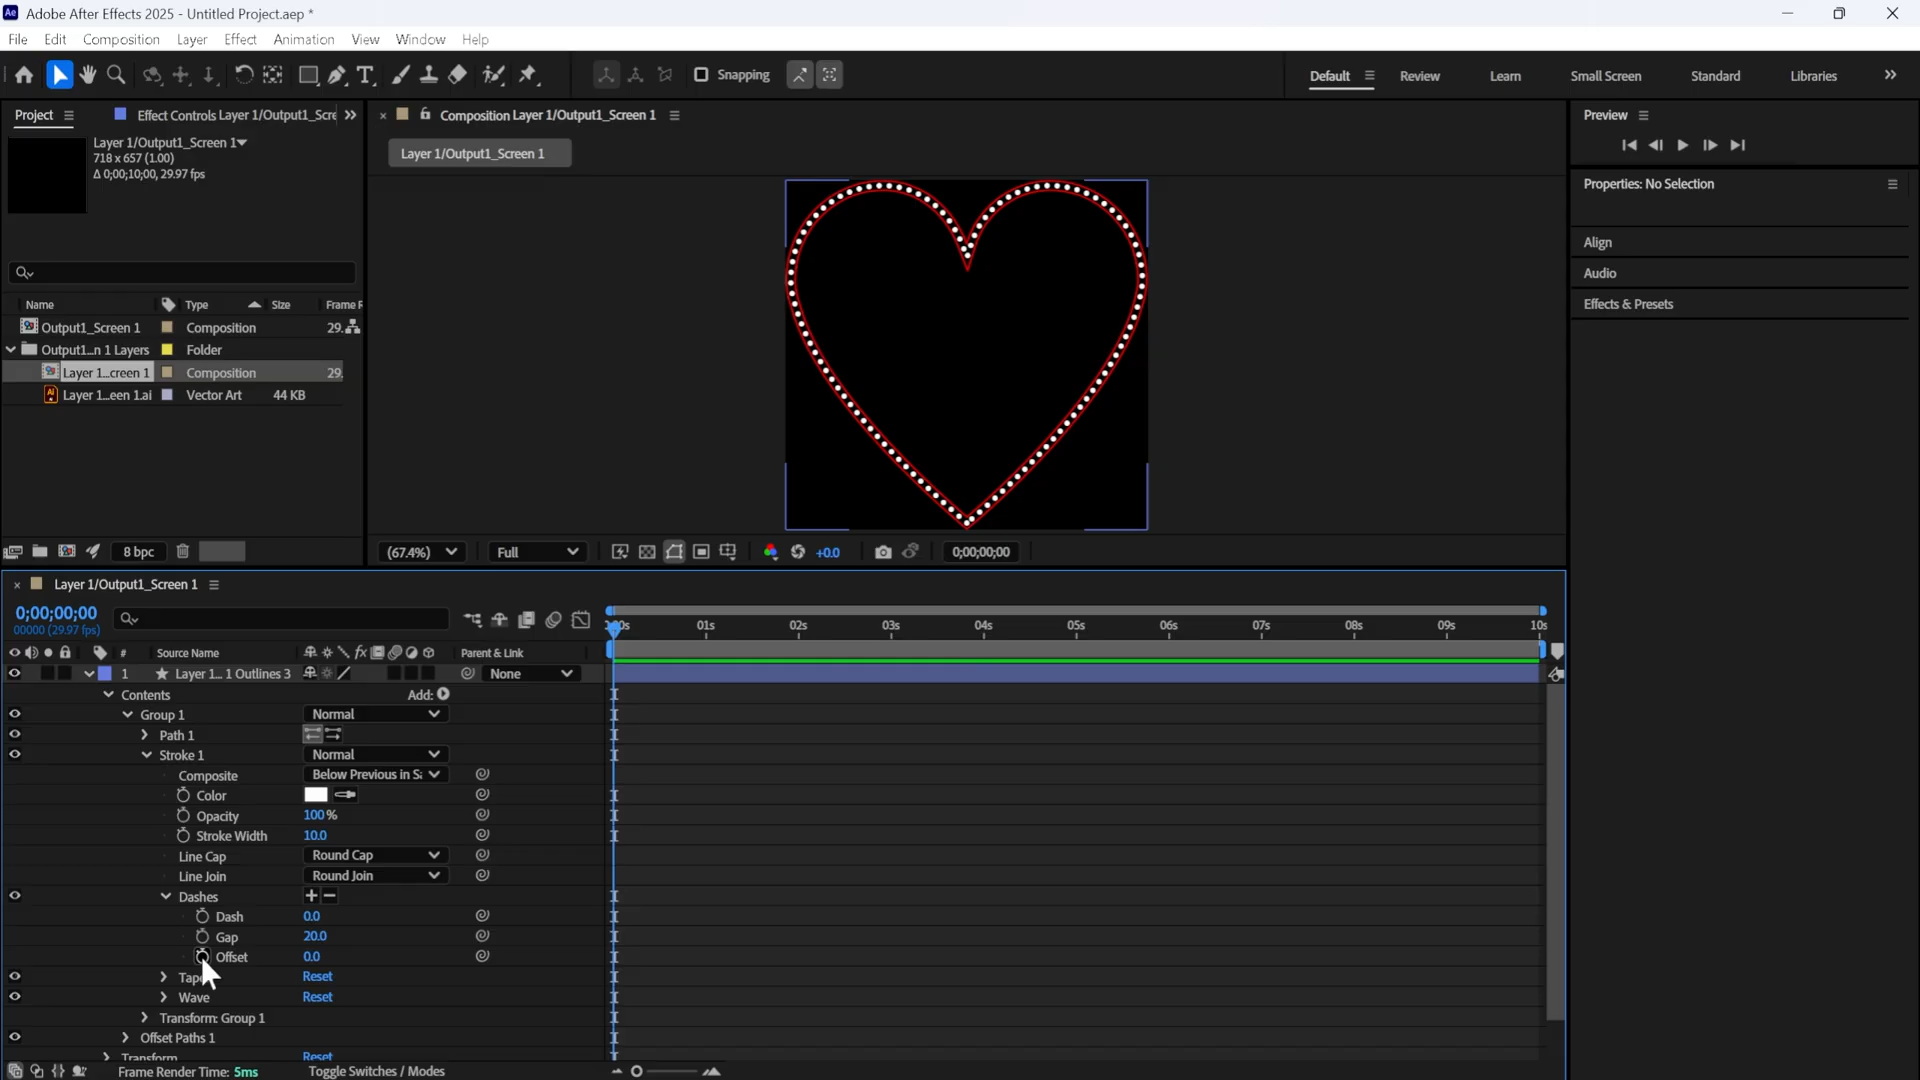 Ae Adobe After Effects 2025 - Untitled Project.aep *
File Edit Composition Layer Effect Animation View Window Help
Snapping
Default Review Learn Small Screen Standard Libraries
Project
Effect Controls Layer 1/Output1_Scre
Composition Layer 1/Output1_Screen 1
Preview
Layer 1/Output1_Screen 1
718 x 657 (1.00)
Δ 0;00;10;00, 29.97 fps
Layer 1/Output1_Screen 1
Properties: No Selection
Align
Audio
Effects & Presets
Name Type Size Frame R
Output1_Screen 1 Composition 29.
Output1...n 1 Layers Folder
Layer 1...creen 1 Composition 29.
Layer 1...een 1.ai Vector Art 44 KB
8 bpc
(67.4%) Full +0.0 0;00;00;00
Layer 1/Output1_Screen 1
0;00;00;00
00000 (29.97 fps)
01s 02s 03s 04s 05s 06s 07s 08s 09s 10s
# Source Name fx Parent & Link
1 Layer 1... 1 Outlines 3 None
Contents Add:
Group 1 Normal
Path 1
Stroke 1 Normal
Composite Below Previous in Sa
Color
Opacity 100%
Stroke Width 10.0
Line Cap Round Cap
Line Join Round Join
Dashes + −
Dash 0.0
Gap 20.0
Offset 0.0
Tape Reset
Wave Reset
Transform: Group 1
Offset Paths 1
Transform Reset
Frame Render Time: 5ms Toggle Switches / Modes